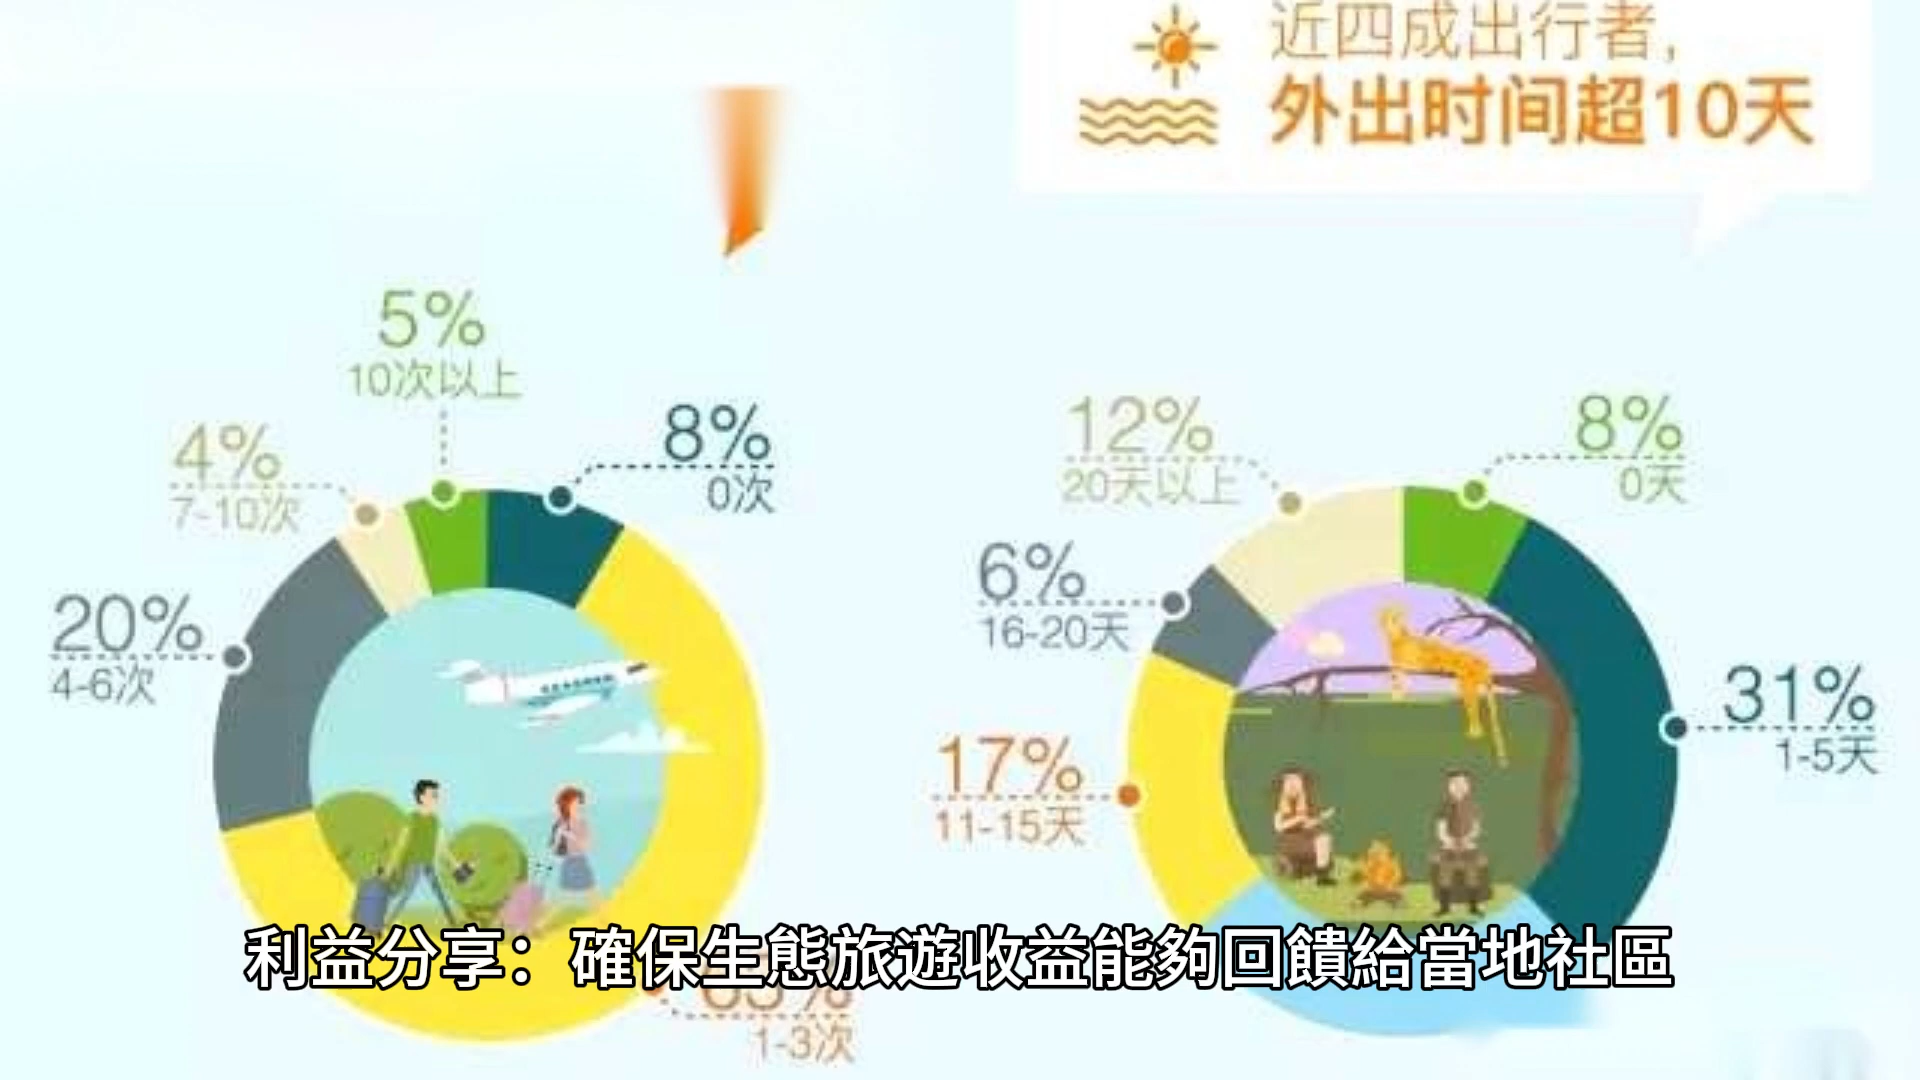 近四成出行者，
外出时间超10天
5%
10次以上
4%
7-10次
8%
0次
20%
4-6次
1-3次
12%
20天以上
8%
0天
6%
16-20天
31%
1-5天
17%
11-15天
利益分享：確保生態旅遊收益能夠回饋給當地社區